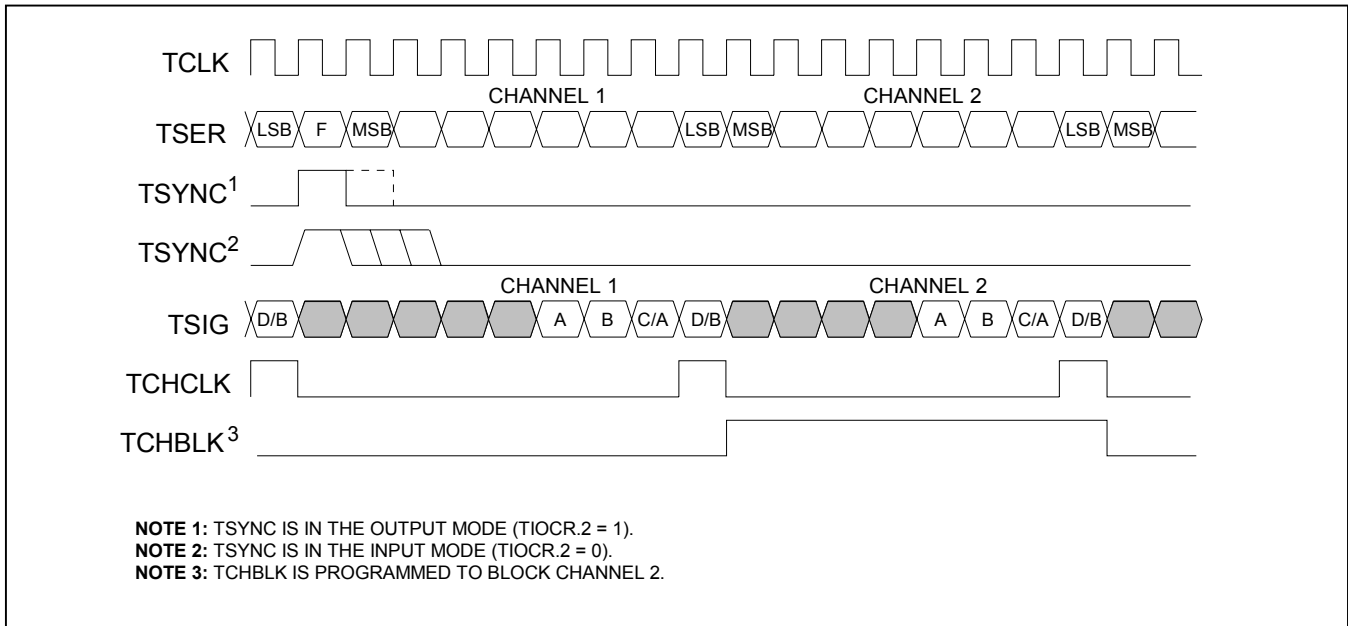 TCLK
CHANNEL 1 CHANNEL 2
TSER LSB F MSB LSB MSB LSB MSB
TSYNC1
TSYNC2
CHANNEL 1 CHANNEL 2
TSIG D/B A B C/A D/B A B C/A D/B
TCHCLK
TCHBLK3
NOTE 1: TSYNC IS IN THE OUTPUT MODE (TIOCR.2 = 1).
NOTE 2: TSYNC IS IN THE INPUT MODE (TIOCR.2 = 0).
NOTE 3: TCHBLK IS PROGRAMMED TO BLOCK CHANNEL 2.